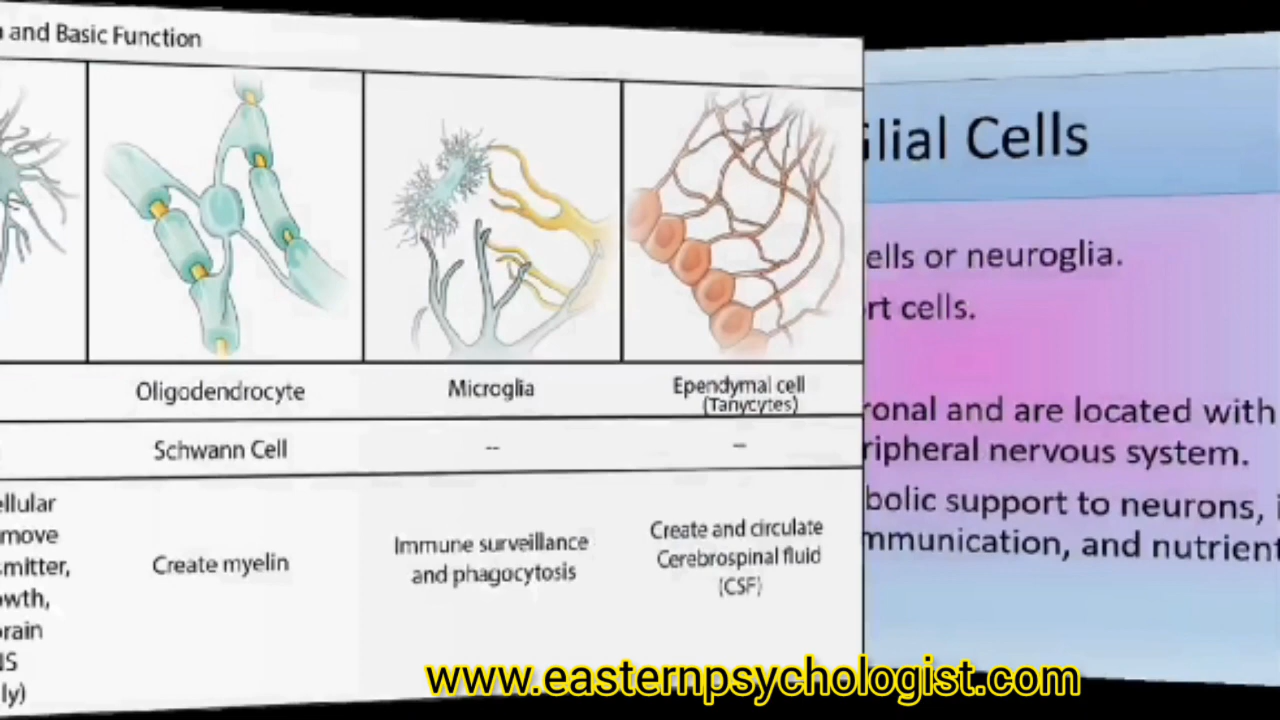 and Basic Function
Oligodendrocyte
Microglia
Ependymal cell
(Tanycytes)
Schwann Cell
--
--
ellular
move
mitter,
owth,
rain
IS
ly)
Create myelin
Immune surveillance
and phagocytosis
Create and circulate
Cerebrospinal fluid
(CSF)
lial Cells
ells or neuroglia.
rt cells.
ronal and are located with
ripheral nervous system.
bolic support to neurons, i
mmunication, and nutrient
www.easternpsychologist.com